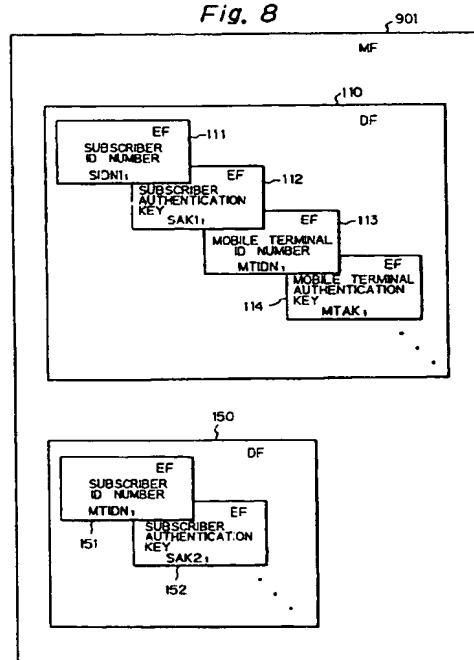 Fig. 8
901
MF
110
DF
EF
111
SUBSCRIBER
ID NUMBER
SIDN1₁
EF
112
SUBSCRIBER
AUTHENTICATION
KEY
SAK1₁
EF
113
MOBILE TERMINAL
ID NUMBER
MTIDN₁
EF
MOBILE TERMINAL
AUTHENTICATION
KEY
114
MTAK₁
150
DF
EF
SUBSCRIBER
ID NUMBER
MTIDN₁
151
EF
SUBSCRIBER
AUTHENTICATION
KEY
SAK2₁
152